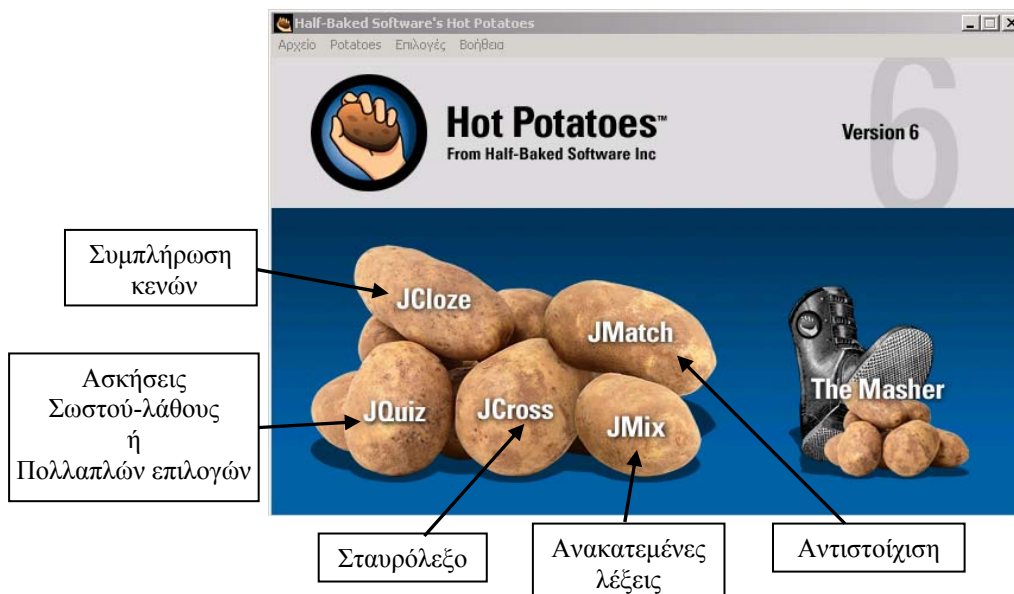 Half-Baked Software's Hot Potatoes
Αρχείο Potatoes Επιλογές Βοήθεια
Hot Potatoes™
From Half-Baked Software Inc
Version 6
6
Συμπλήρωση
κενών
JCloze
JMatch
Ασκήσεις
Σωστού-λάθους
ή
Πολλαπλών επιλογών
JQuiz
JCross
JMix
The Masher
Σταυρόλεξο
Ανακατεμένες
λέξεις
Αντιστοίχιση